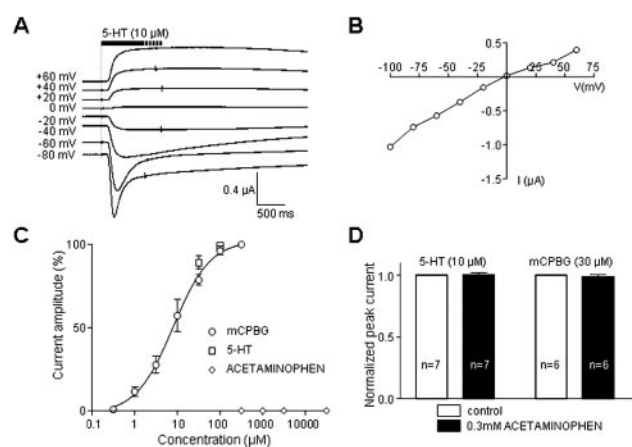 A
5-HT (10 µM)
+60 mV
+40 mV
+20 mV
0 mV
-20 mV
-40 mV
-60 mV
-80 mV
0.4 µA
500 ms
B
0.5
-100 -75 -50 -25 0 25 50 75
V(mV)
-0.5
-1.0
-1.5
I (µA)
C
Current amplitude (%)
100
50
0
mCPBG
5-HT
ACETAMINOPHEN
0.1 1 10 100 1000 10000
Concentration (µM)
D
Normalized peak current
5-HT (10 µM) mCPBG (30 µM)
1.0
0.5
0.0
n=7 n=7 n=6 n=6
control
0.3mM ACETAMINOPHEN